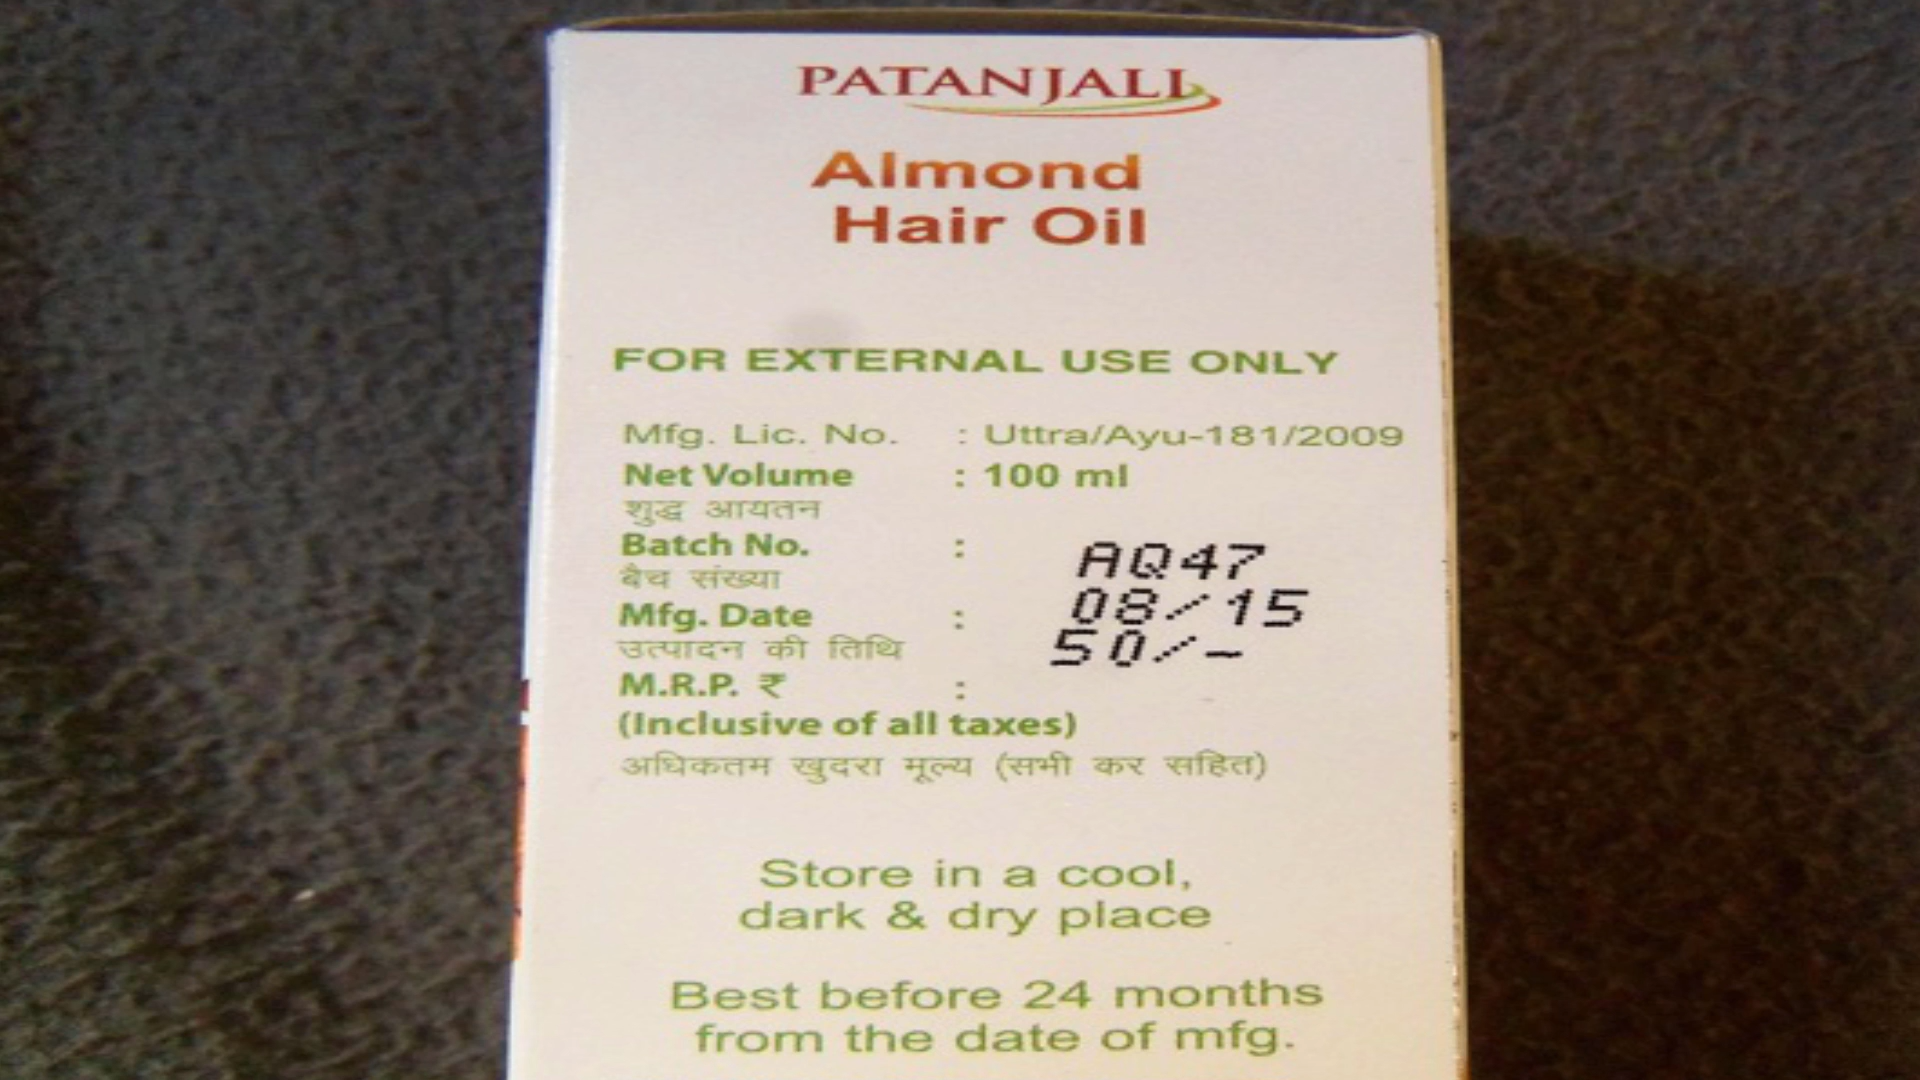 PATANJALI
Almond
Hair Oil
FOR EXTERNAL USE ONLY
Mfg. Lic. No. : Uttra/Ayu-181/2009
Net Volume : 100 ml
शुद्ध आयतन
Batch No. : AQ47
बैच संख्या
Mfg. Date : 08/15
उत्पादन की तिथि
50/-
M.R.P. ₹ :
(Inclusive of all taxes)
अधिकतम खुदरा मूल्य (सभी कर सहित)
Store in a cool,
dark & dry place
Best before 24 months
from the date of mfg.